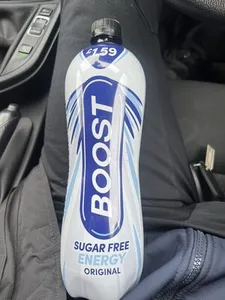 £1.59
BOOST
SUGAR FREE
ENERGY
ORIGINAL